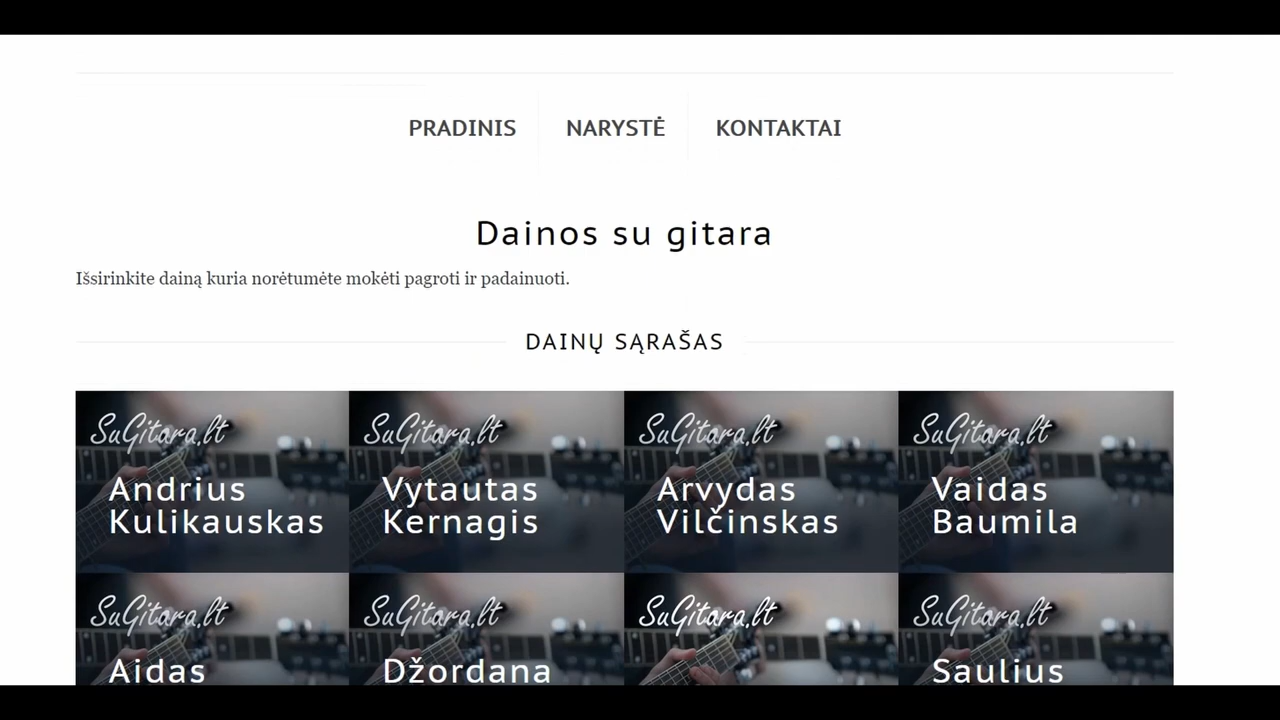 PRADINIS NARYSTĖ KONTAKTAI
Dainos su gitara
Išsirinkite dainą kuria norėtumėte mokėti pagroti ir padainuoti.
DAINŲ SĄRAŠAS
SuGitara.lt SuGitara.lt SuGitara.lt SuGitara.lt
Andrius Vytautas Arvydas Vaidas
Kulikauskas Kernagis Vilčinskas Baumila
SuGitara.lt SuGitara.lt SuGitara.lt SuGitara.lt
Aidas Džordana Saulius